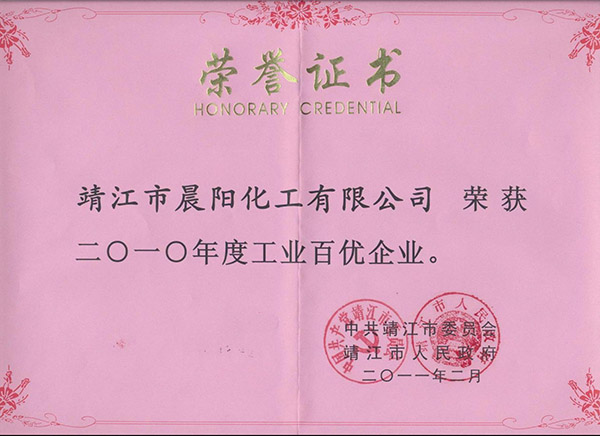 荣誉证书
HONORARY CREDENTIAL
靖江市晨阳化工有限公司 荣获
二〇一〇年度工业百优企业。
中共靖江市委员会
靖江市人民政府
二〇一一年二月